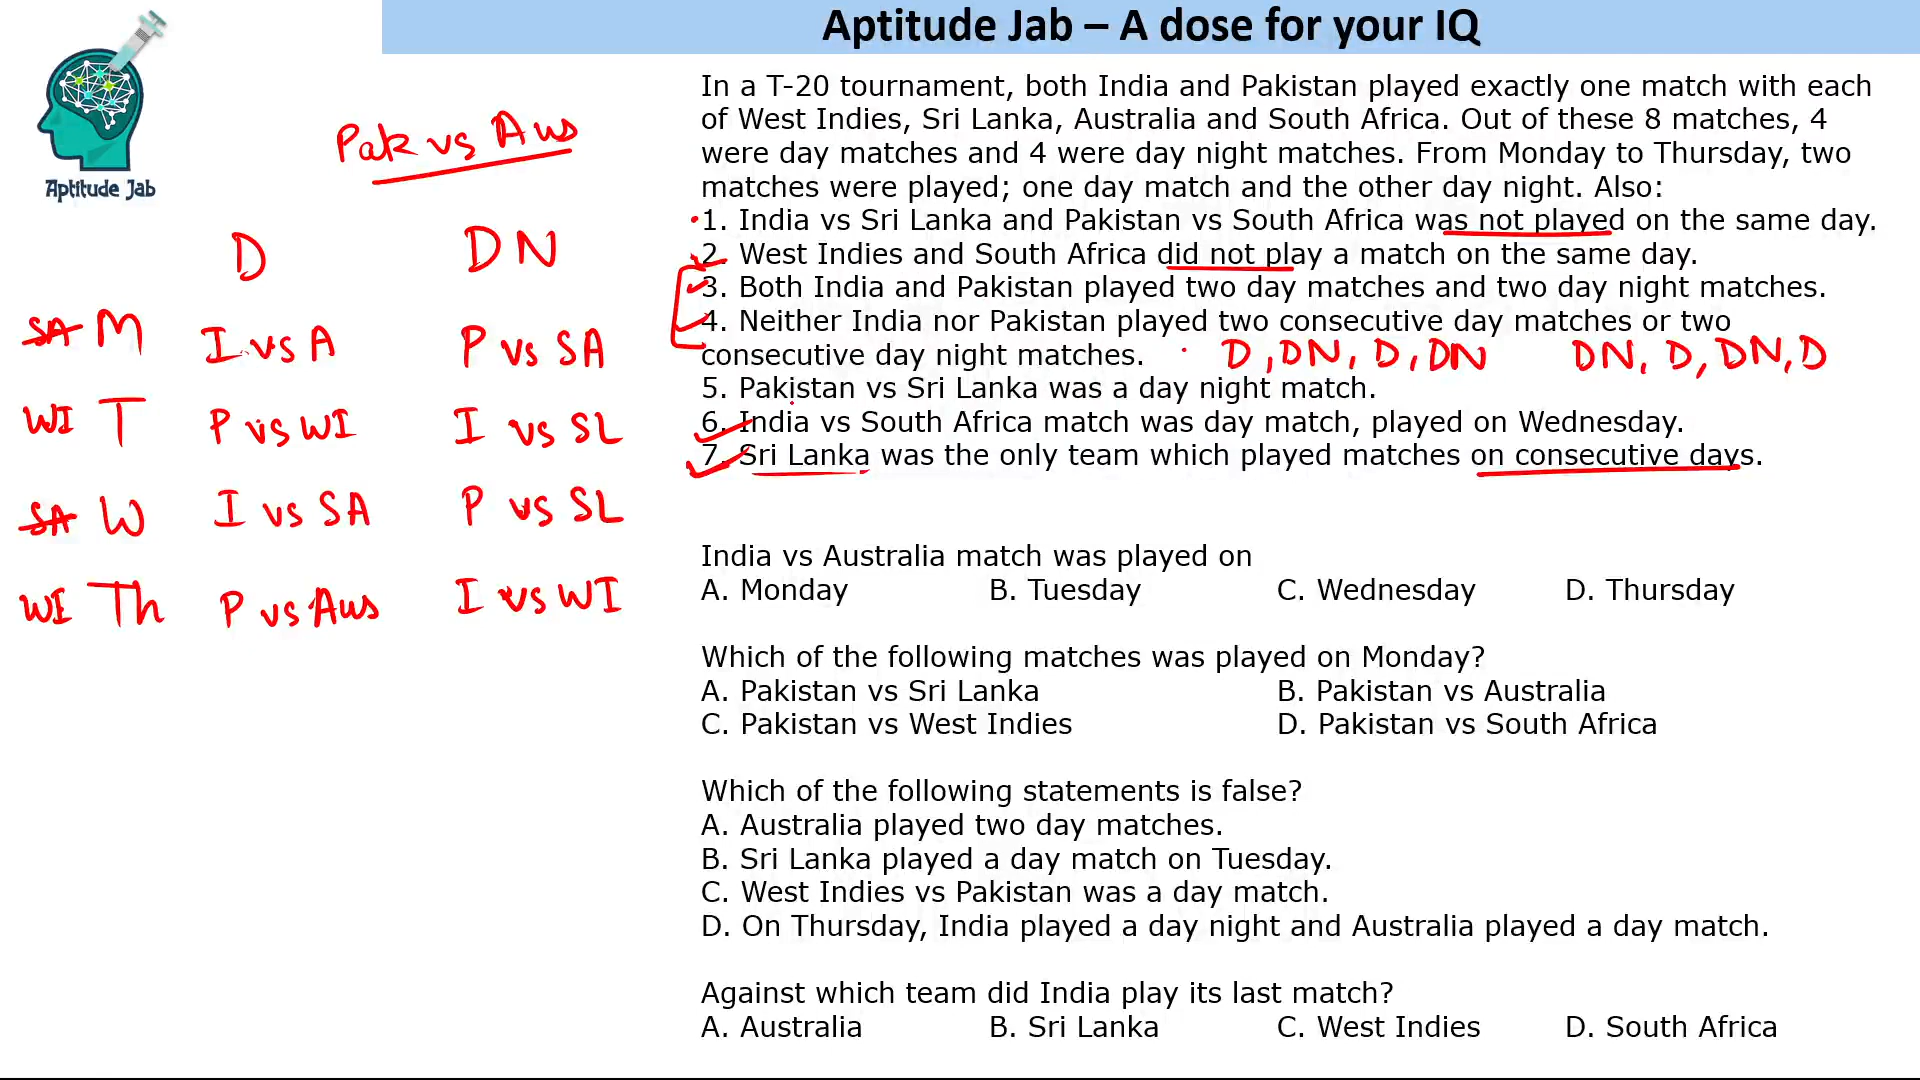 Aptitude Jab – A dose for your IQ
Aptitude Jab
Pak vs Aus
D DN
SA M I vs A P vs SA
WI T P vs WI I vs SL
SA W I vs SA P vs SL
WI Th P vs Aus I vs WI
In a T-20 tournament, both India and Pakistan played exactly one match with each
of West Indies, Sri Lanka, Australia and South Africa. Out of these 8 matches, 4
were day matches and 4 were day night matches. From Monday to Thursday, two
matches were played; one day match and the other day night. Also:
1. India vs Sri Lanka and Pakistan vs South Africa was not played on the same day.
2. West Indies and South Africa did not play a match on the same day.
3. Both India and Pakistan played two day matches and two day night matches.
4. Neither India nor Pakistan played two consecutive day matches or two
consecutive day night matches. D, DN, D, DN DN, D, DN, D
5. Pakistan vs Sri Lanka was a day night match.
6. India vs South Africa match was day match, played on Wednesday.
7. Sri Lanka was the only team which played matches on consecutive days.
India vs Australia match was played on
A. Monday B. Tuesday C. Wednesday D. Thursday
Which of the following matches was played on Monday?
A. Pakistan vs Sri Lanka B. Pakistan vs Australia
C. Pakistan vs West Indies D. Pakistan vs South Africa
Which of the following statements is false?
A. Australia played two day matches.
B. Sri Lanka played a day match on Tuesday.
C. West Indies vs Pakistan was a day match.
D. On Thursday, India played a day night and Australia played a day match.
Against which team did India play its last match?
A. Australia B. Sri Lanka C. West Indies D. South Africa